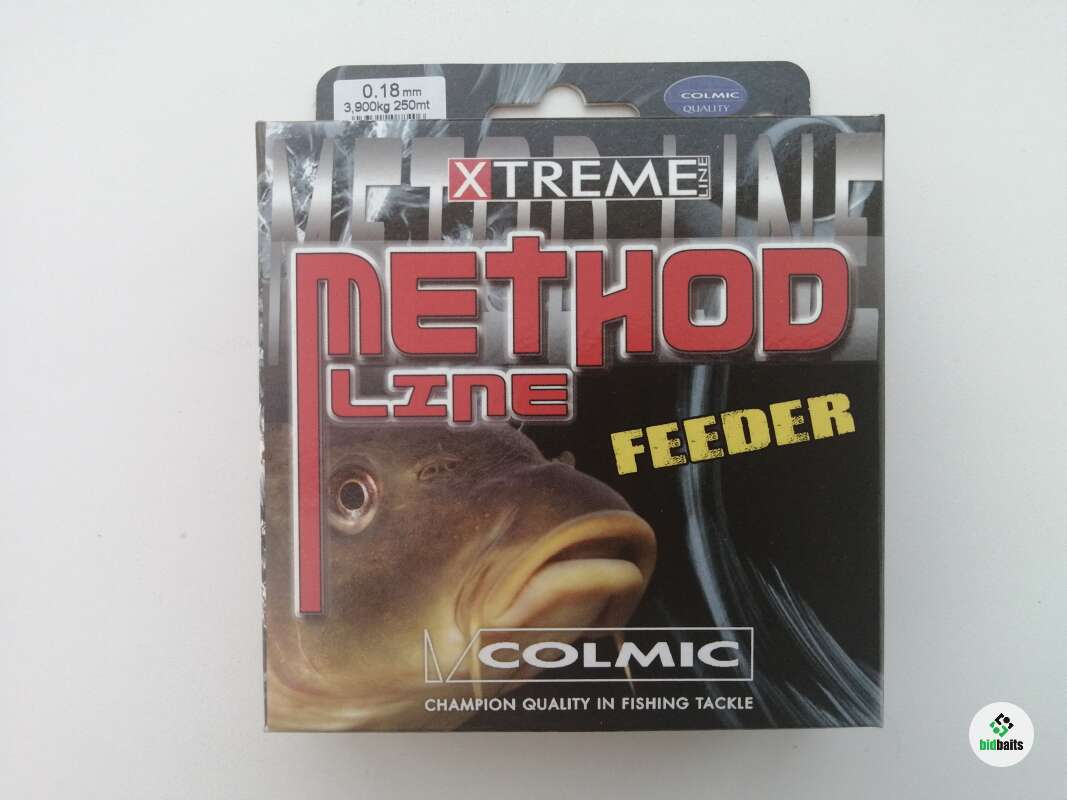 0.18 mm
3,900kg 250mt
COLMIC
QUALITY
XTREME LINE
METHOD
LINE
FEEDER
COLMIC
CHAMPION QUALITY IN FISHING TACKLE
bidbaits